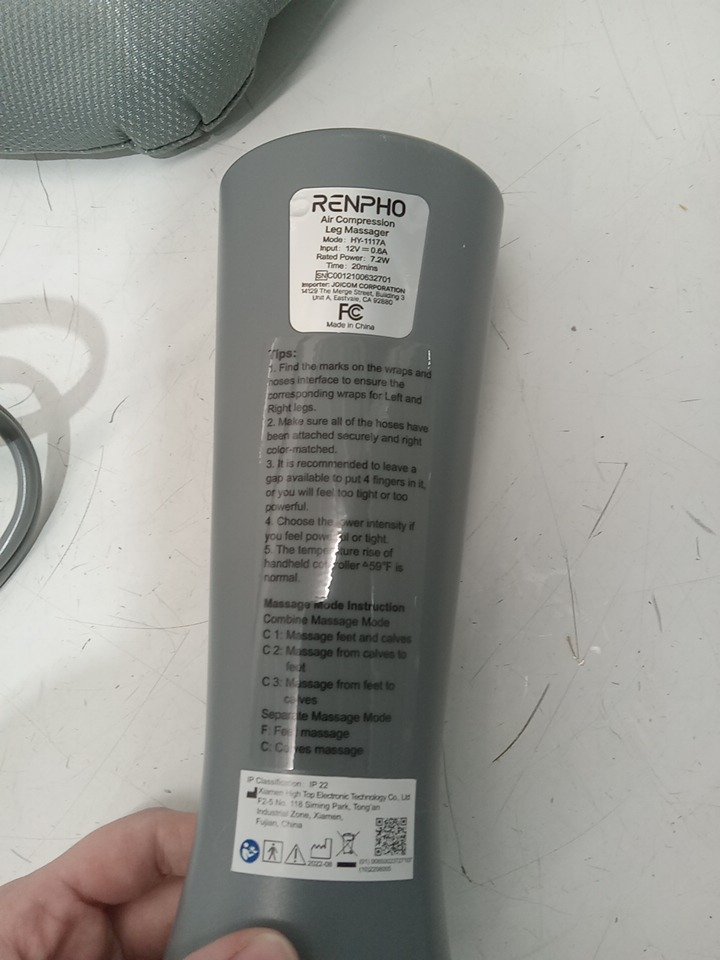 RENPHO
Air Compression
Leg Massager
Mode: HY-1117A
Input: 12V⎓0.6A
Rated Power: 7.2W
Time: 20mins
SN C0012100632701
Importer: JOICOM CORPORATION
14129 The Merge Street, Building 3
Unit A, Eastvale, CA 92880
FC
Made in China
Tips:
1. Find the marks on the wraps and
hoses interface to ensure the
corresponding wraps for Left and
Right legs.
2. Make sure all of the hoses have
been attached securely and right
color-matched.
3. It is recommended to leave a
gap available to put 4 fingers in it,
or you will feel too tight or too
powerful.
4. Choose the lower intensity if
you feel powerful or tight.
5. The temperature rise of
handheld controller ≙59°F is
normal.
Massage Mode Instruction
Combine Massage Mode
C 1: Massage feet and calves
C 2: Massage from calves to
feet
C 3: Massage from feet to
calves
Separate Massage Mode
F: Feet massage
C: Calves massage
IP Classification: IP 22
Xiamen High Top Electronic Technology Co., Ltd
F2-5 No. 118 Siming Park, Tong'an
Industrial Zone, Xiamen,
Fujian, China
2022-08
(10)2208005